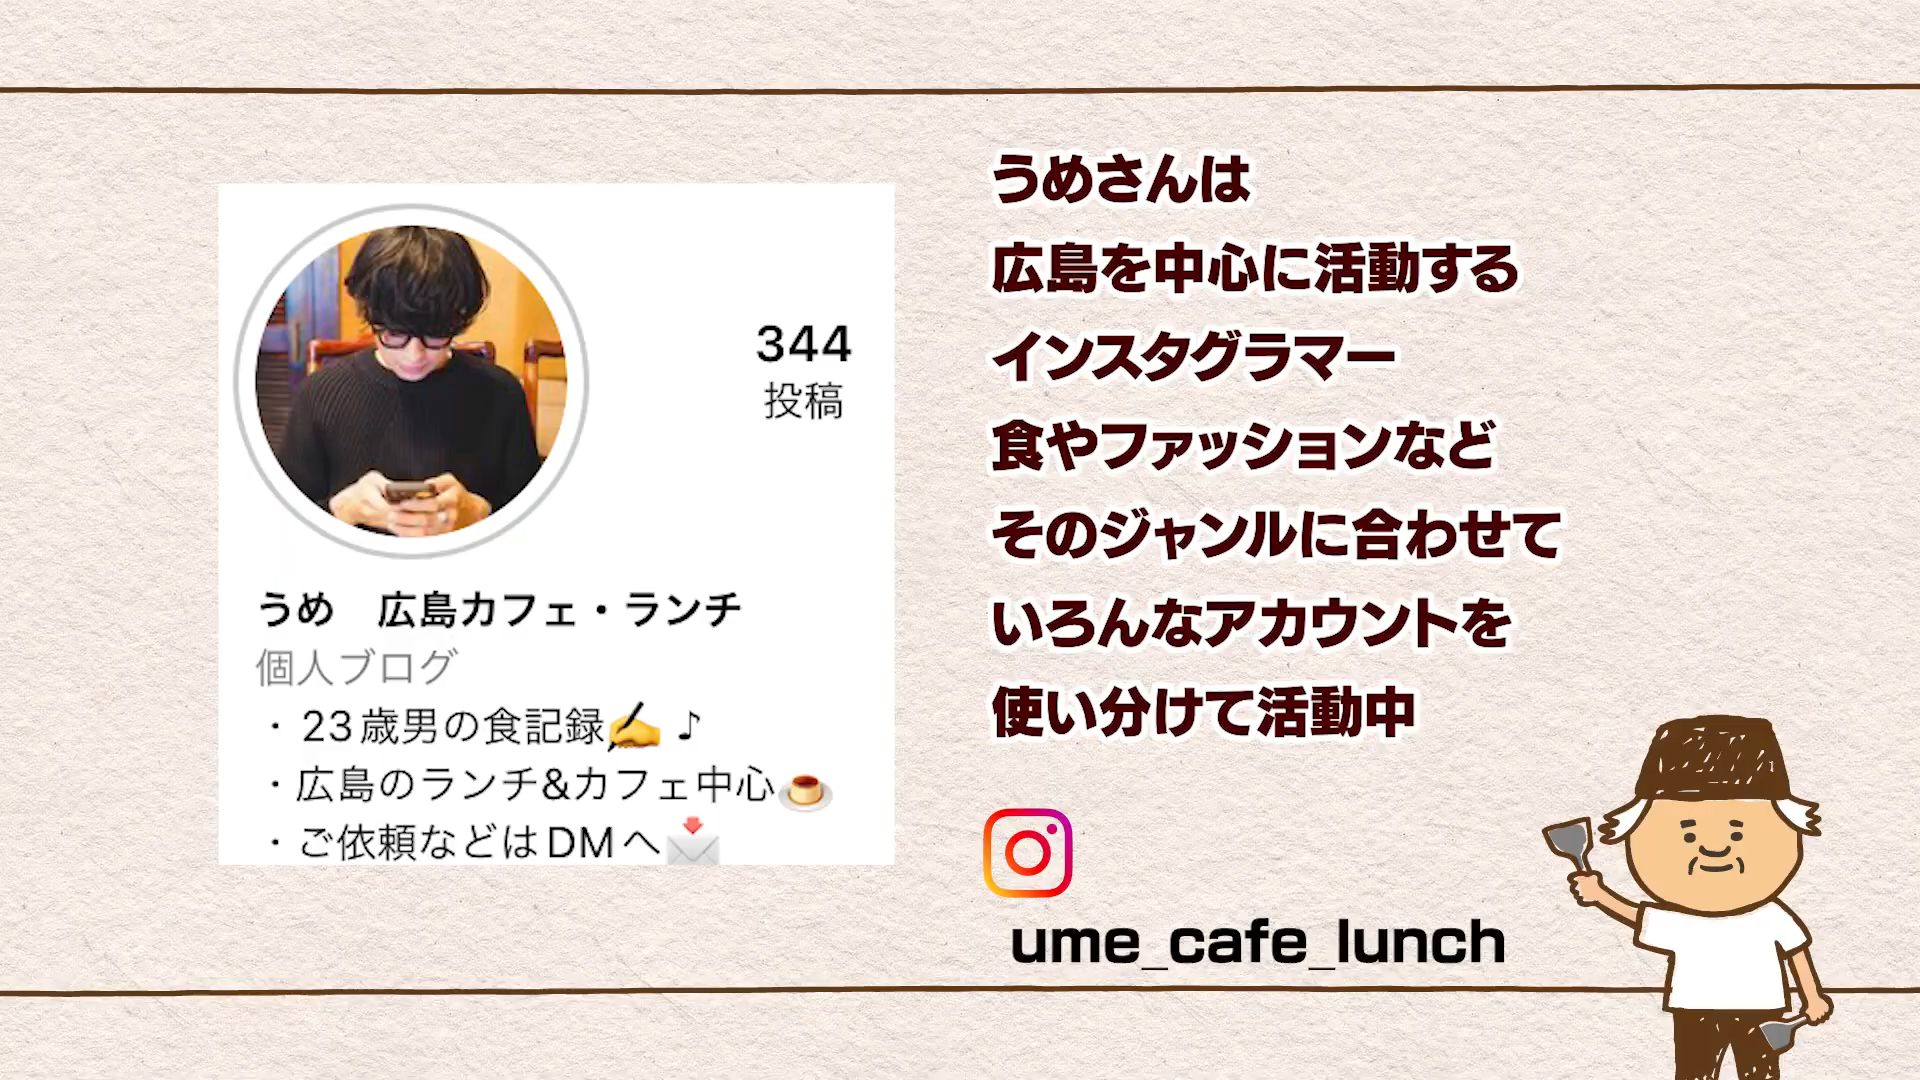 344
投稿
うめ　広島カフェ・ランチ
個人ブログ
・23歳男の食記録✍️♪
・広島のランチ&カフェ中心🍮
・ご依頼などはDMへ📩
うめさんは
広島を中心に活動する
インスタグラマー
食やファッションなど
そのジャンルに合わせて
いろんなアカウントを
使い分けて活動中
ume_cafe_lunch